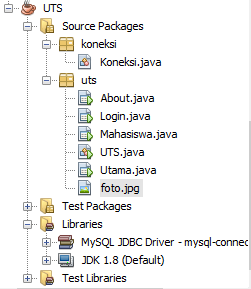 UTS
Source Packages
koneksi
Koneksi.java
uts
About.java
Login.java
Mahasiswa.java
UTS.java
Utama.java
foto.jpg
Test Packages
Libraries
MySQL JDBC Driver - mysql-connec
JDK 1.8 (Default)
Test Libraries